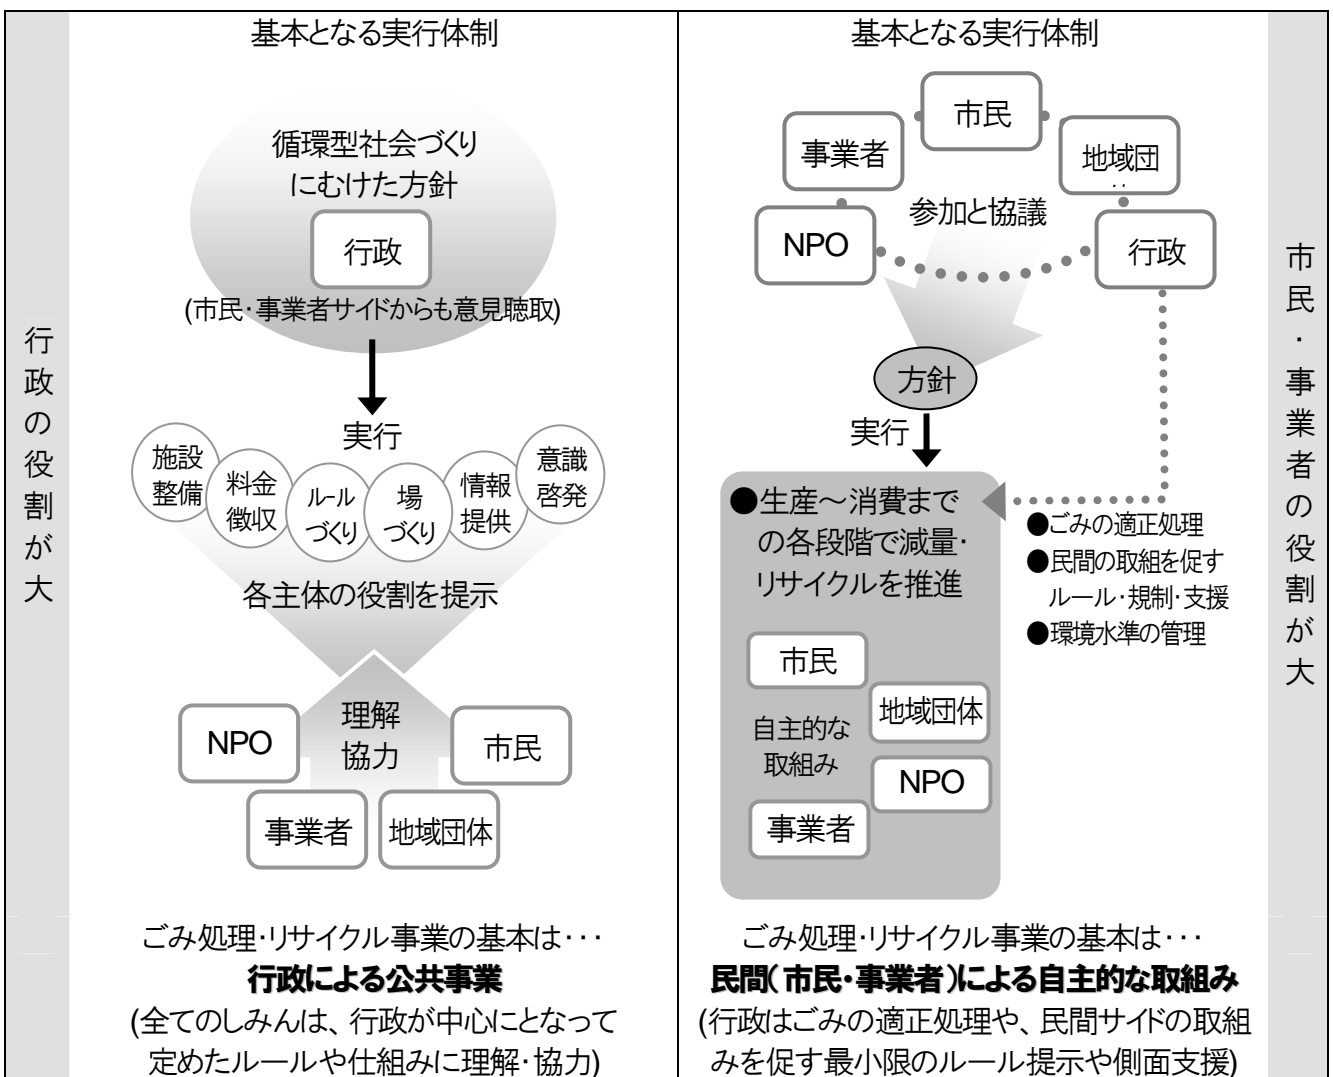 行政の役割が大
基本となる実行体制
循環型社会づくり
にむけた方針
行政
(市民・事業者サイドからも意見聴取)
実行
施設
整備
料金
徴収
ルール
づくり
場
づくり
情報
提供
意識
啓発
各主体の役割を提示
理解
協力
NPO
市民
事業者
地域団体
ごみ処理・リサイクル事業の基本は・・・
行政による公共事業
(全てのしみんは、行政が中心にとなって
定めたルールや仕組みに理解・協力)
基本となる実行体制
市民
事業者
地域団
NPO
参加と協議
行政
方針
実行
●生産～消費まで
の各段階で減量・
リサイクルを推進
市民
地域団体
自主的な
取組み
NPO
事業者
●ごみの適正処理
●民間の取組を促す
ルール・規制・支援
●環境水準の管理
ごみ処理・リサイクル事業の基本は・・・
民間(市民・事業者)による自主的な取組み
(行政はごみの適正処理や、民間サイドの取組
みを促す最小限のルール提示や側面支援)
市民・事業者の役割が大